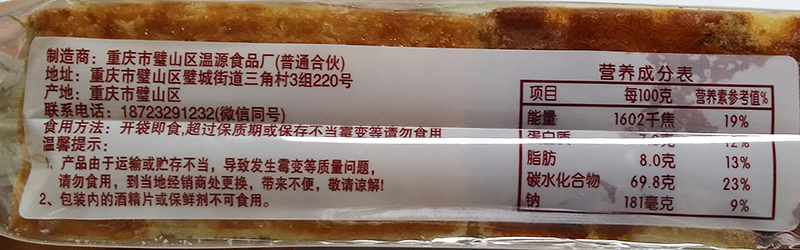 制造商：重庆市璧山区温源食品厂(普通合伙)
地址：重庆市璧山区璧城街道三角村3组220号
产地：重庆市璧山区
联系电话：18723291232(微信同号)
食用方法：开袋即食,超过保质期或保存不当霉变等请勿食用
温馨提示：
1、产品由于运输或贮存不当，导致发生霉变等质量问题，
请勿食用，到当地经销商处更换，带来不便，敬请谅解!
2、包装内的酒精片或保鲜剂不可食用。
营养成分表
项目 每100克 营养素参考值%
能量 1602千焦 19%
蛋白质 12%
脂肪 8.0克 13%
碳水化合物 69.8克 23%
钠 181毫克 9%